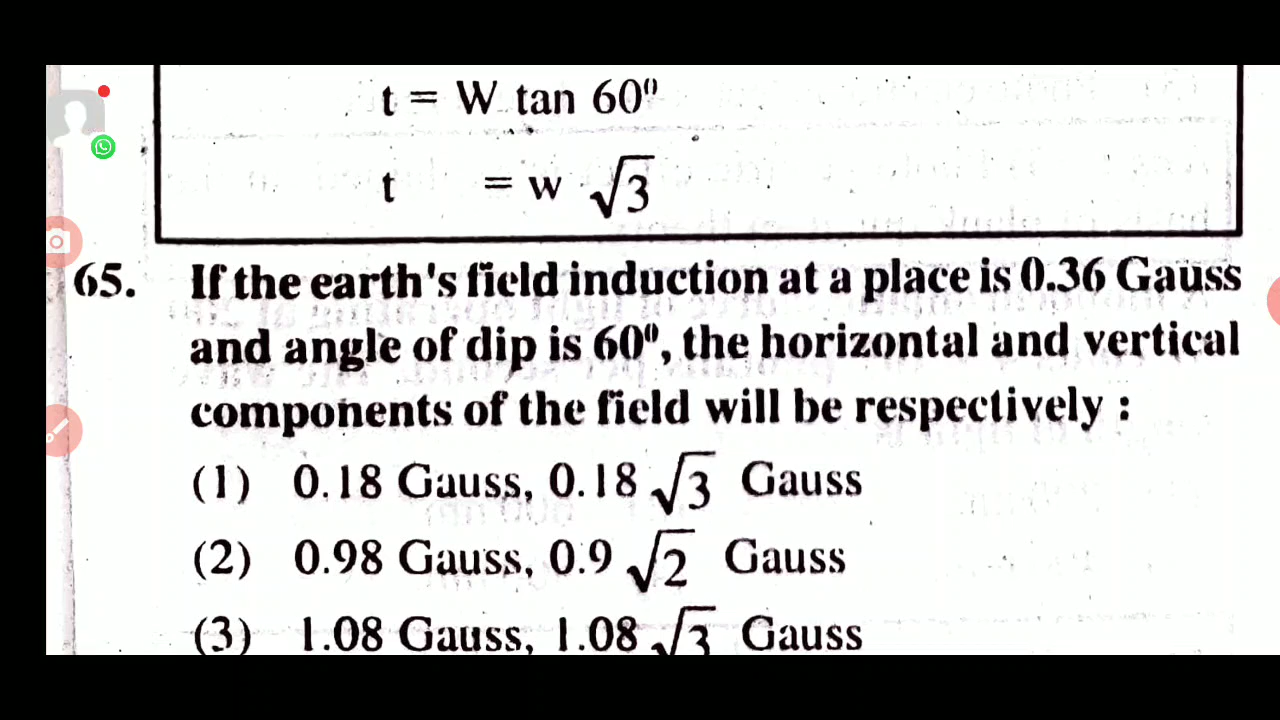 t = W tan 60⁰
t = w √3
65. If the earth's field induction at a place is 0.36 Gauss
and angle of dip is 60⁰, the horizontal and vertical
components of the field will be respectively :
(1) 0.18 Gauss, 0.18 √3 Gauss
(2) 0.98 Gauss, 0.9 √2 Gauss
(3) 1.08 Gauss, 1.08 √3 Gauss